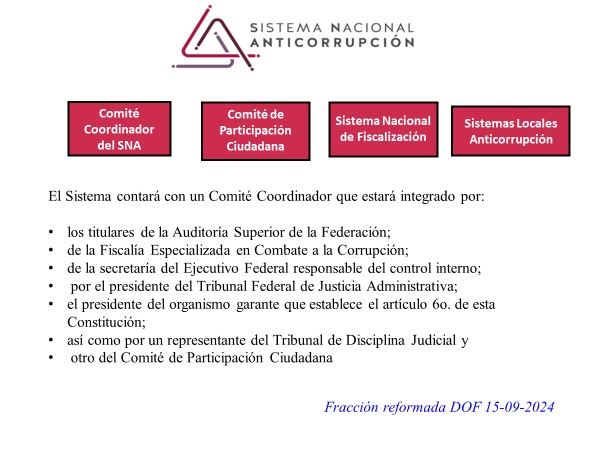 SISTEMA NACIONAL
ANTICORRUPCIÓN
Comité
Coordinador
del SNA
Comité de
Participación
Ciudadana
Sistema Nacional
de Fiscalización
Sistemas Locales
Anticorrupción
El Sistema contará con un Comité Coordinador que estará integrado por:
• los titulares de la Auditoría Superior de la Federación;
• de la Fiscalía Especializada en Combate a la Corrupción;
• de la secretaría del Ejecutivo Federal responsable del control interno;
• por el presidente del Tribunal Federal de Justicia Administrativa;
• el presidente del organismo garante que establece el artículo 6o. de esta
Constitución;
• así como por un representante del Tribunal de Disciplina Judicial y
• otro del Comité de Participación Ciudadana
Fracción reformada DOF 15-09-2024